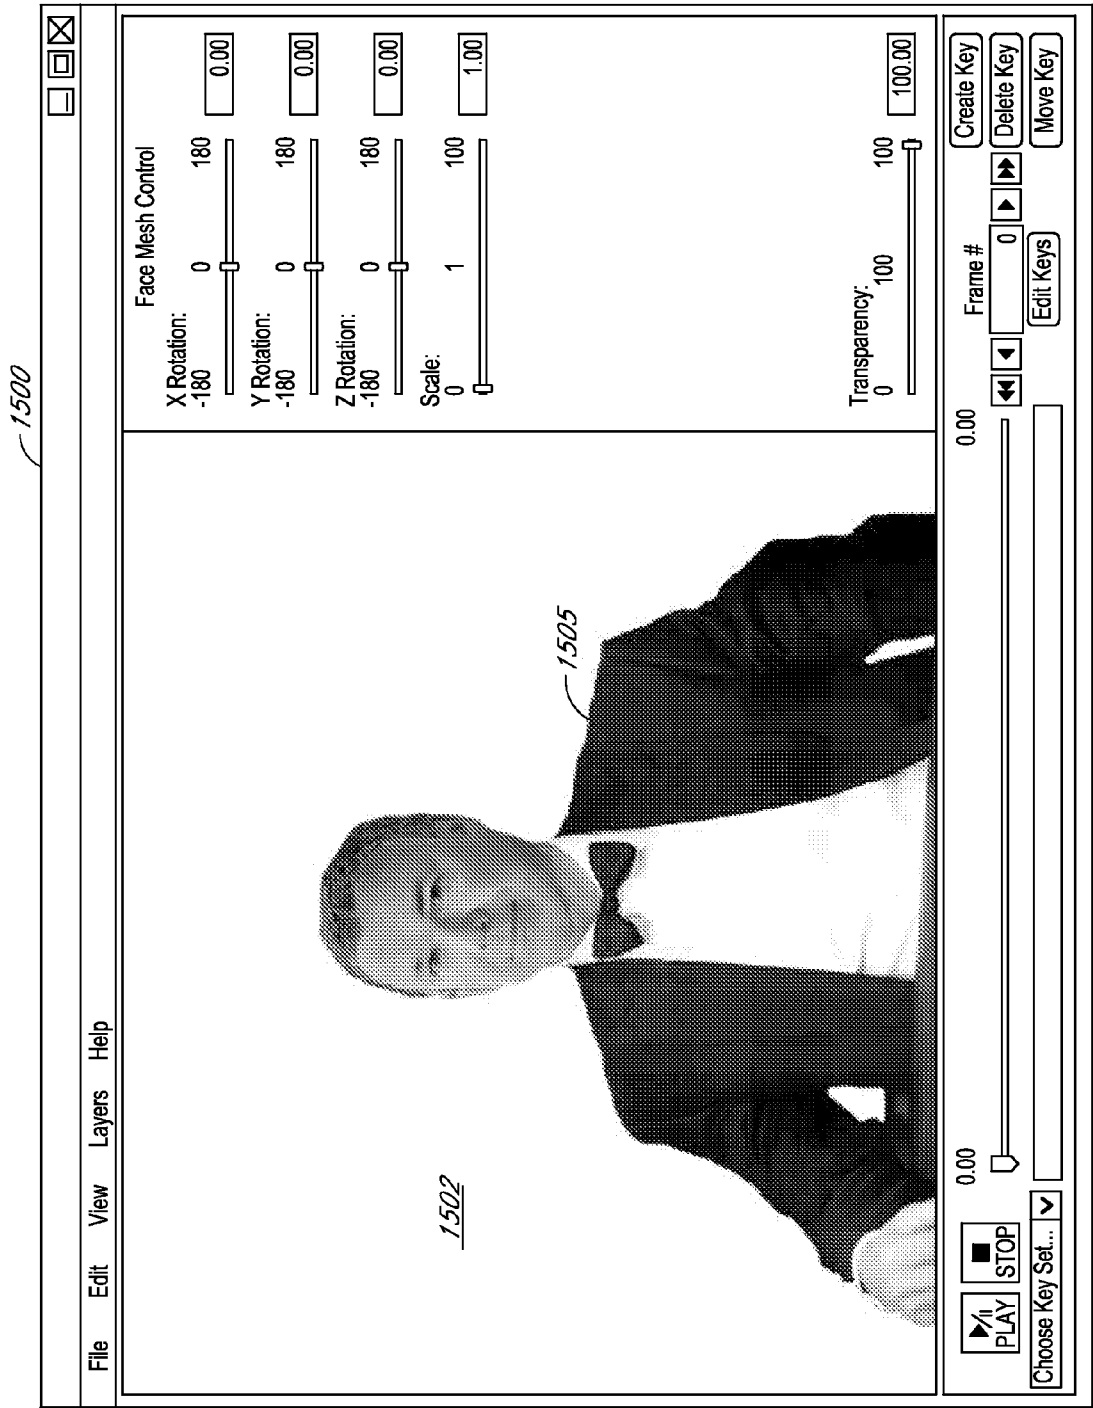 1500
File Edit View Layers Help
Face Mesh Control
X Rotation:
-180 0 180
0.00
Y Rotation:
-180 0 180
0.00
Z Rotation:
-180 0 180
0.00
Scale:
0 1 100
1.00
1502
1505
Transparency:
0 100 100
100.00
PLAY
STOP
0.00 0.00
Frame #
0
Create Key
Delete Key
Choose Key Set...
Edit Keys
Move Key